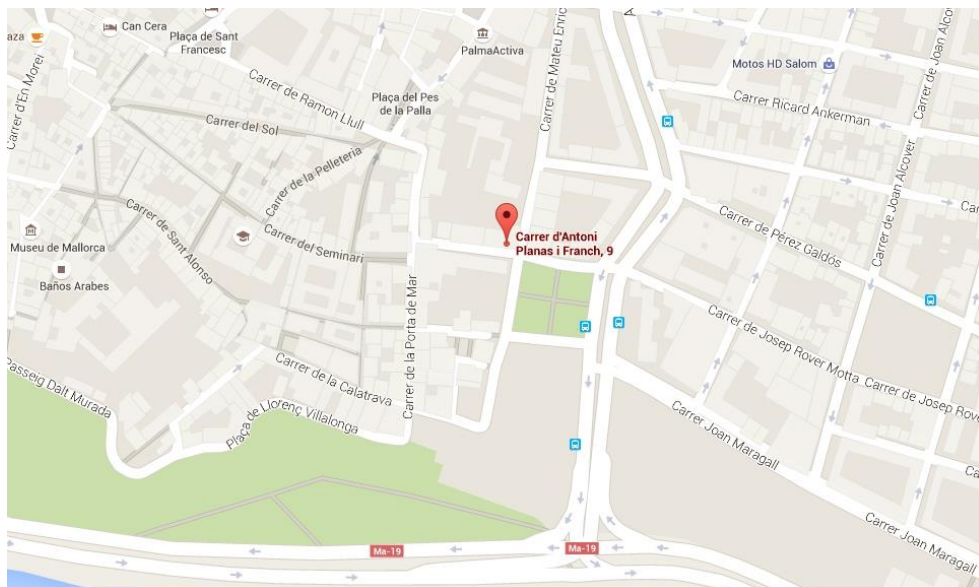 Can Cera
aza
Plaça de Sant
Francesc
PalmaActiva
Carrer de Mateu Enric
Motos HD Salom
Carrer de Joan Alcover
Carrer d'En Morei
Carrer de Ramon Llull
Plaça del Pes
de la Palla
Carrer Ricard Ankerman
Carrer del Sol
Carrer de la Pelleteria
Carrer de Joan Alcover
Carrer de Sant Alonso
Carrer del Seminari
Carrer d'Antoni
Planas i Franch, 9
Carrer de Pérez Galdós
Museu de Mallorca
Baños Arabes
Carrer de la Porta de Mar
Carrer de Josep Rover Motta
Carrer de Josep Rove
Passeig Dalt Murada
Carrer de la Calatrava
Plaça de Llorenç Villalonga
Carrer Joan Maragall
Carrer Joan Maragall
Ma-19
Ma-19